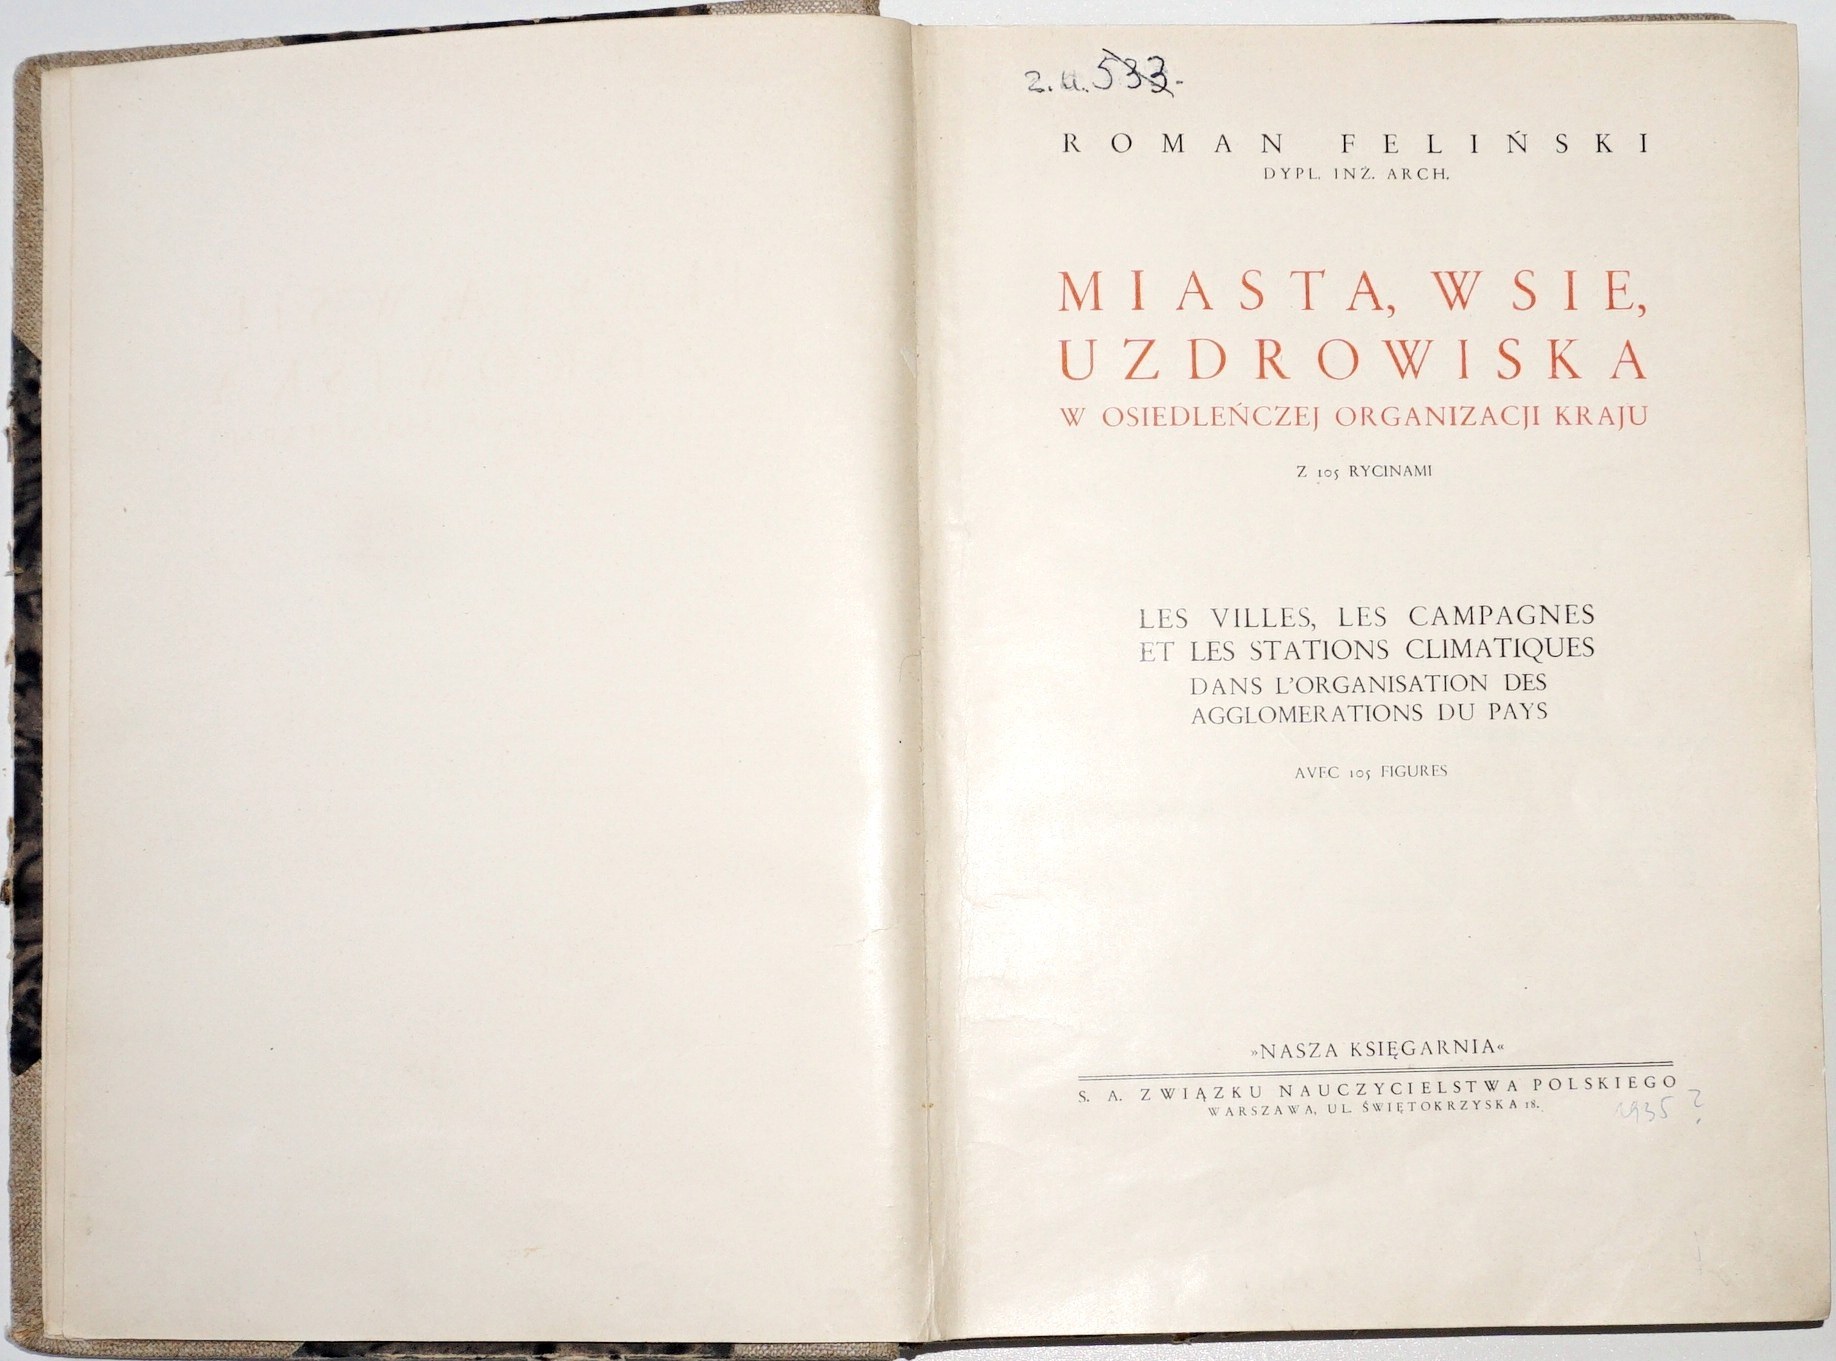 533.
ROMAN FELIŃSKI
DYPL. INŻ. ARCH.
MIASTA, WSIE,
UZDROWISKA
W OSIEDLEŃCZEJ ORGANIZACJI KRAJU
Z 105 RYCINAMI
LES VILLES, LES CAMPAGNES
ET LES STATIONS CLIMATIQUES
DANS L'ORGANISATION DES
AGGLOMERATIONS DU PAYS
AVEC 105 FIGURES
»NASZA KSIĘGARNIA«
S. A. ZWIĄZKU NAUCZYCIELSTWA POLSKIEGO
WARSZAWA, UL. ŚWIĘTOKRZYSKA 18.
1935 ?